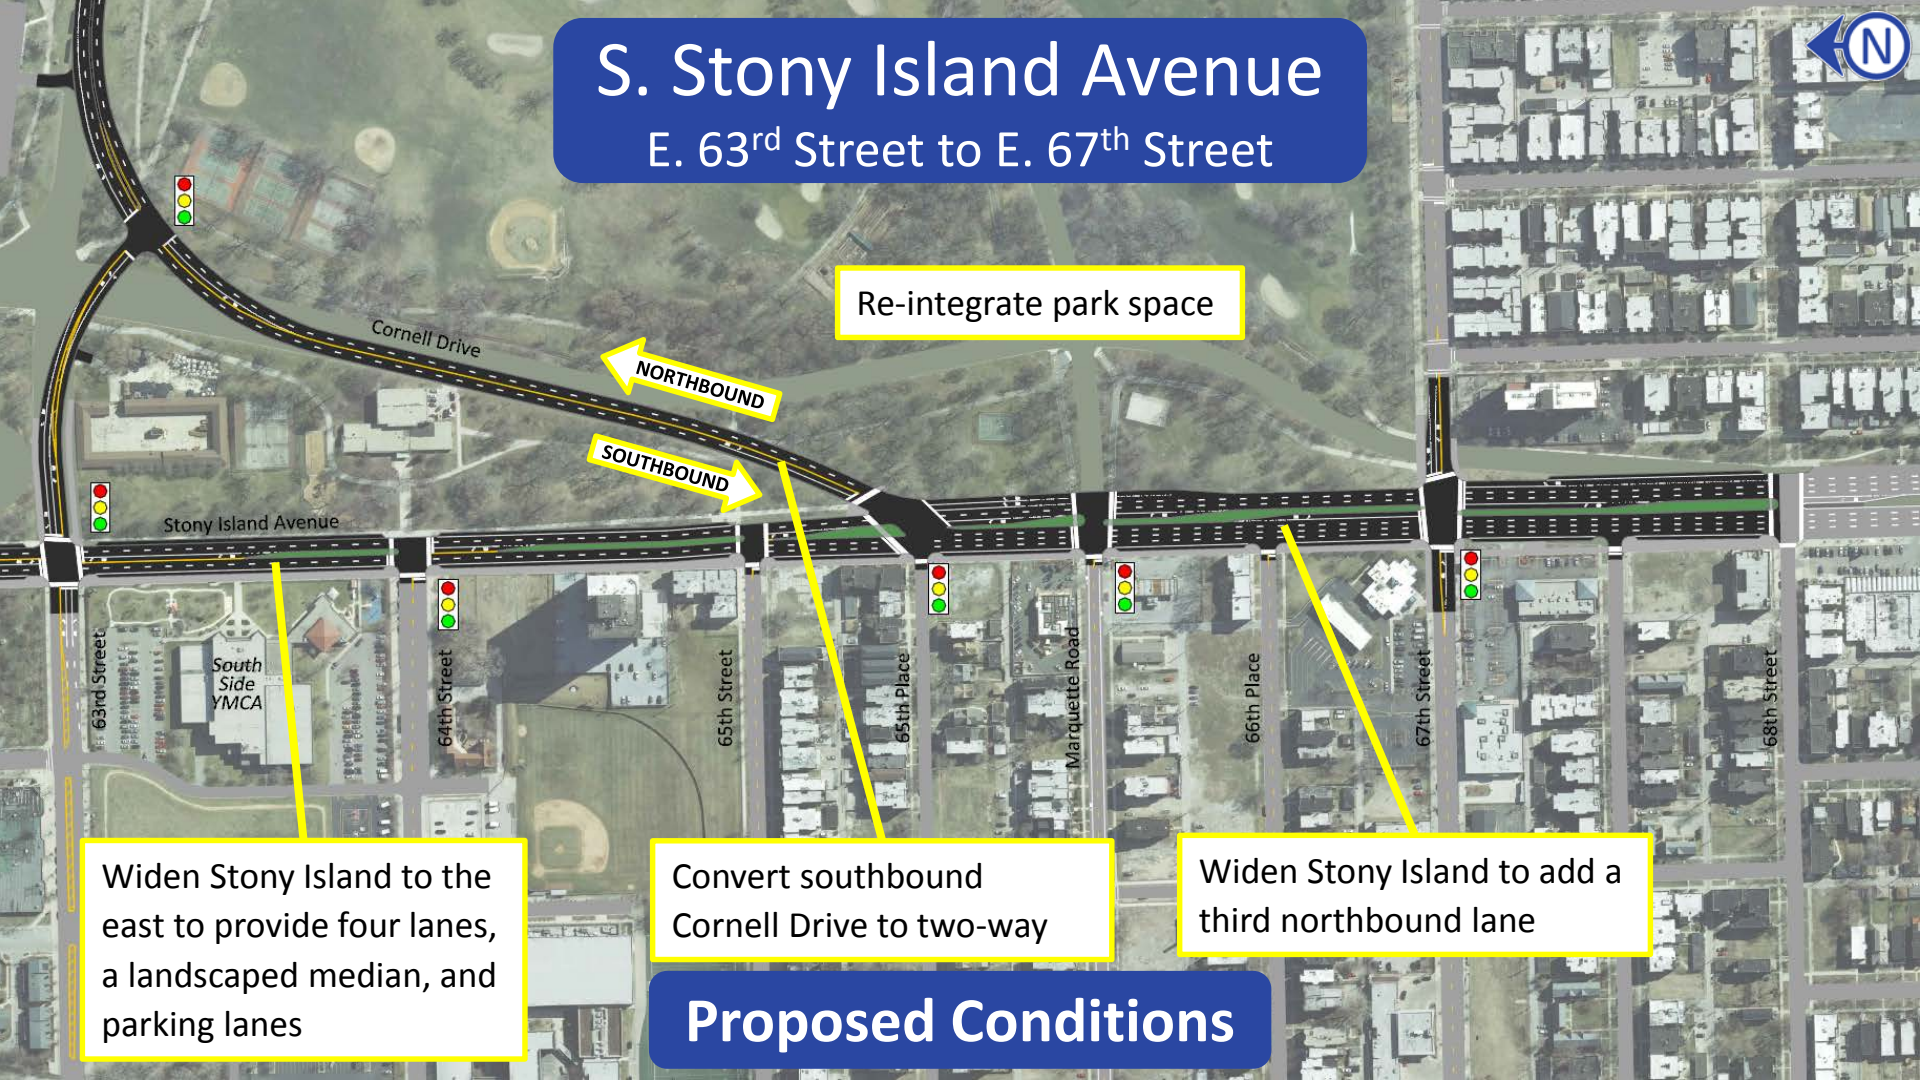 S. Stony Island Avenue
E. 63rd Street to E. 67th Street
N
Re-integrate park space
Cornell Drive
NORTHBOUND
SOUTHBOUND
Stony Island Avenue
63rd Street
South
Side
YMCA
64th Street
65th Street
65th Place
Marquette Road
66th Place
67th Street
68th Street
Widen Stony Island to the
east to provide four lanes,
a landscaped median, and
parking lanes
Convert southbound
Cornell Drive to two-way
Widen Stony Island to add a
third northbound lane
Proposed Conditions